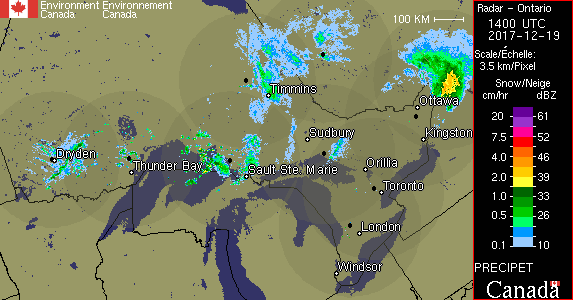 Environment Environnement
Canada Canada
100 KM
Timmins
Ottawa
Sudbury
Kingston
Dryden
Thunder Bay
Sault Ste. Marie
Orillia
Toronto
London
Windsor
Radar - Ontario
1400 UTC
2017-12-19
Scale/Échelle:
3.5 km/Pixel
Snow/Neige
cm/hr dBZ
20 61
7.5 52
4.0 46
2.0 39
1.0 33
0.5 26
0.1 10
PRECIPET
Canada